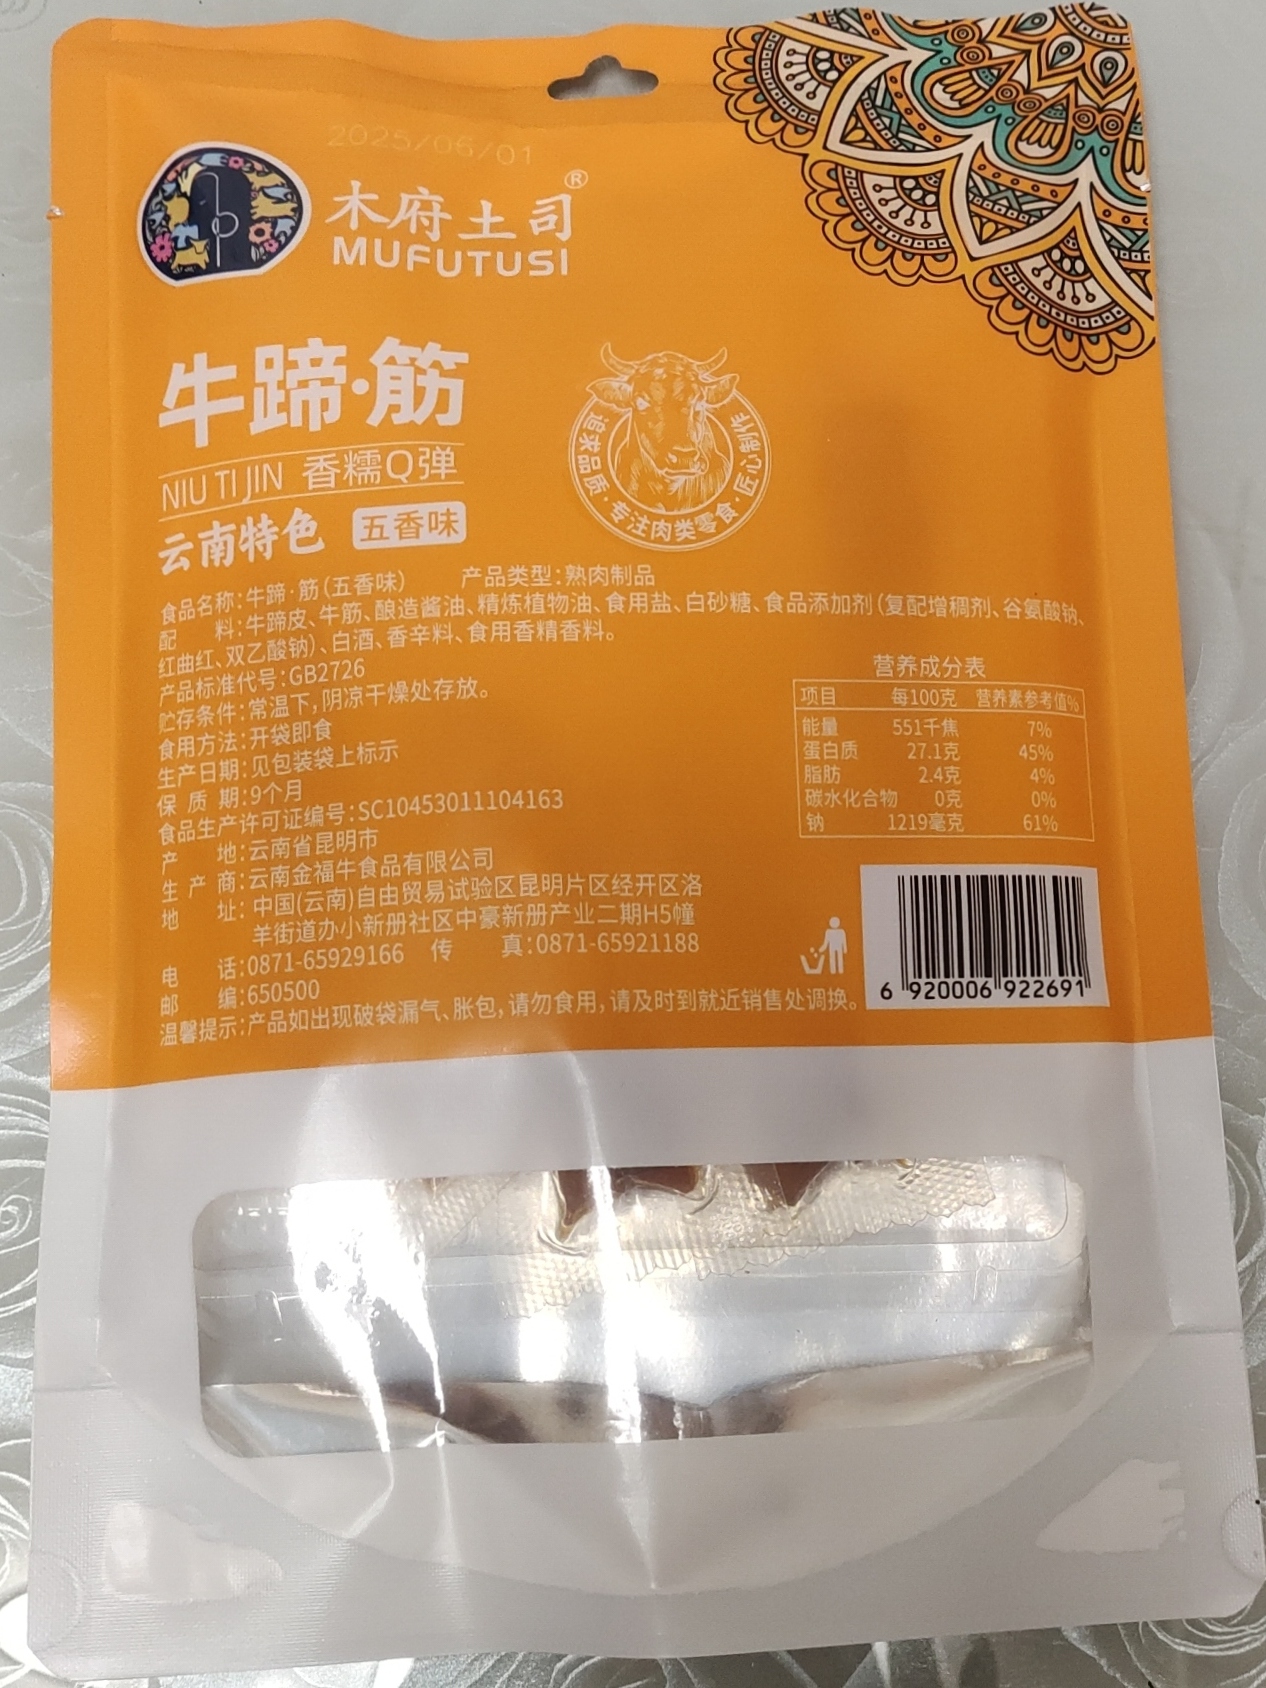 2025/06/01
木府土司®
MUFUTUSI
牛蹄·筋
NIU TI JIN 香糯Q弹
云南特色 五香味
追求品质·专注肉类零食·匠心制作
食品名称:牛蹄·筋(五香味) 产品类型:熟肉制品
配 料:牛蹄皮、牛筋、酿造酱油、精炼植物油、食用盐、白砂糖、食品添加剂(复配增稠剂、谷氨酸钠、
红曲红、双乙酸钠)、白酒、香辛料、食用香精香料。
产品标准代号:GB2726
贮存条件:常温下,阴凉干燥处存放。
食用方法:开袋即食
生产日期:见包装袋上标示
保 质 期:9个月
食品生产许可证编号:SC10453011104163
产 地:云南省昆明市
生 产 商:云南金福牛食品有限公司
地 址:中国(云南)自由贸易试验区昆明片区经开区洛
羊街道办小新册社区中豪新册产业二期H5幢
电 话:0871-65929166 传 真:0871-65921188
邮 编:650500
温馨提示:产品如出现破袋漏气、胀包,请勿食用,请及时到就近销售处调换。
营养成分表
项目 每100克 营养素参考值%
能量 551千焦 7%
蛋白质 27.1克 45%
脂肪 2.4克 4%
碳水化合物 0克 0%
钠 1219毫克 61%
6 920006 922691